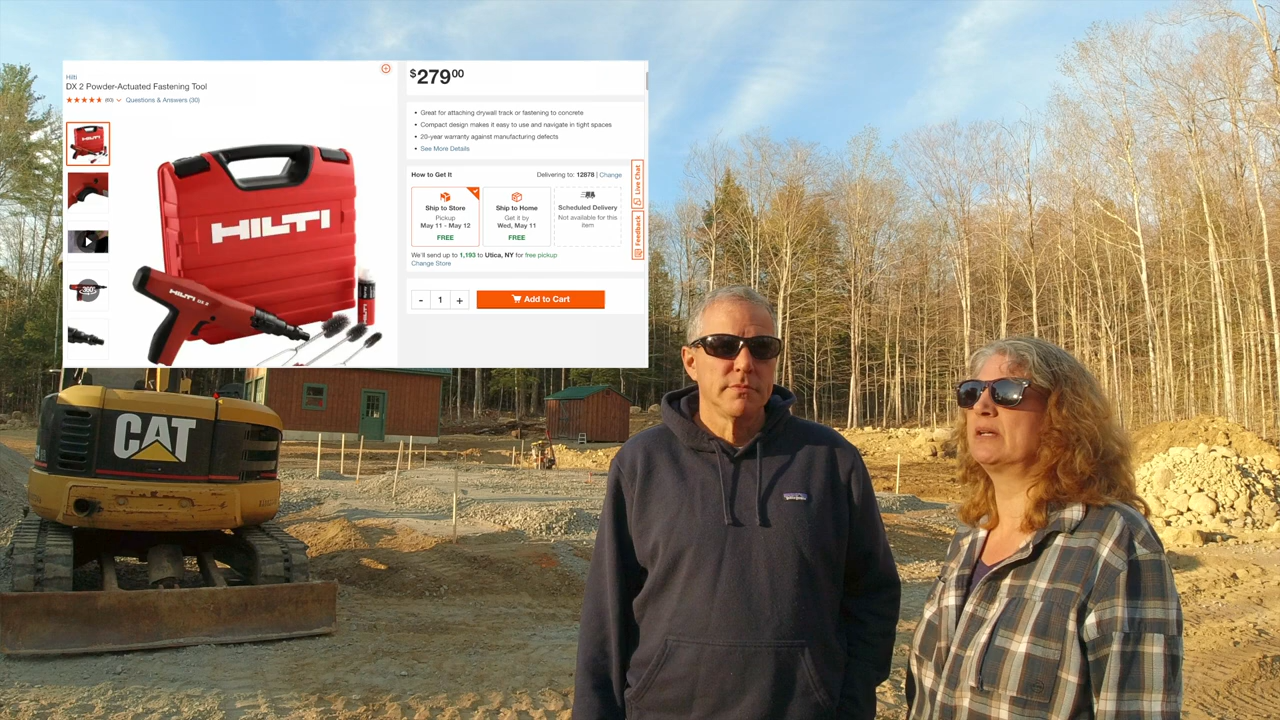 Hilti
DX 2 Powder-Actuated Fastening Tool
(60) Questions & Answers (30)
$279⁰⁰
• Great for attaching drywall track or fastening to concrete
• Compact design makes it easy to use and navigate in tight spaces
• 20-year warranty against manufacturing defects
• See More Details
How to Get It
Delivering to: 12878 | Change
Ship to Store
Pickup
May 11 - May 12
FREE
Ship to Home
Get it by
Wed, May 11
FREE
Scheduled Delivery
Not available for this
item
We'll send up to 1,193 to Utica, NY for free pickup
Change Store
- 1 +
Add to Cart
Live Chat
Feedback
360°
HILTI
HILTI DX 2
HILTI
CAT
patagonia